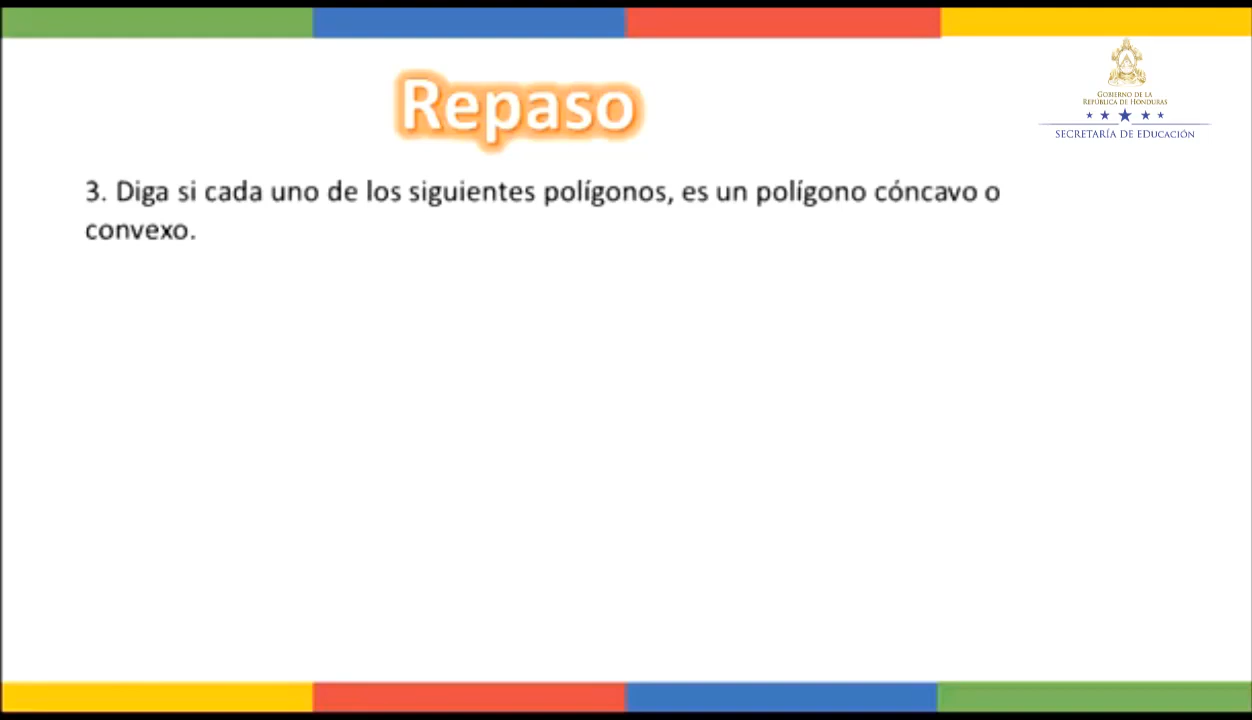 Repaso
GOBIERNO DE LA
REPÚBLICA DE HONDURAS
SECRETARÍA DE EDUCACIÓN
3. Diga si cada uno de los siguientes polígonos, es un polígono cóncavo o
convexo.